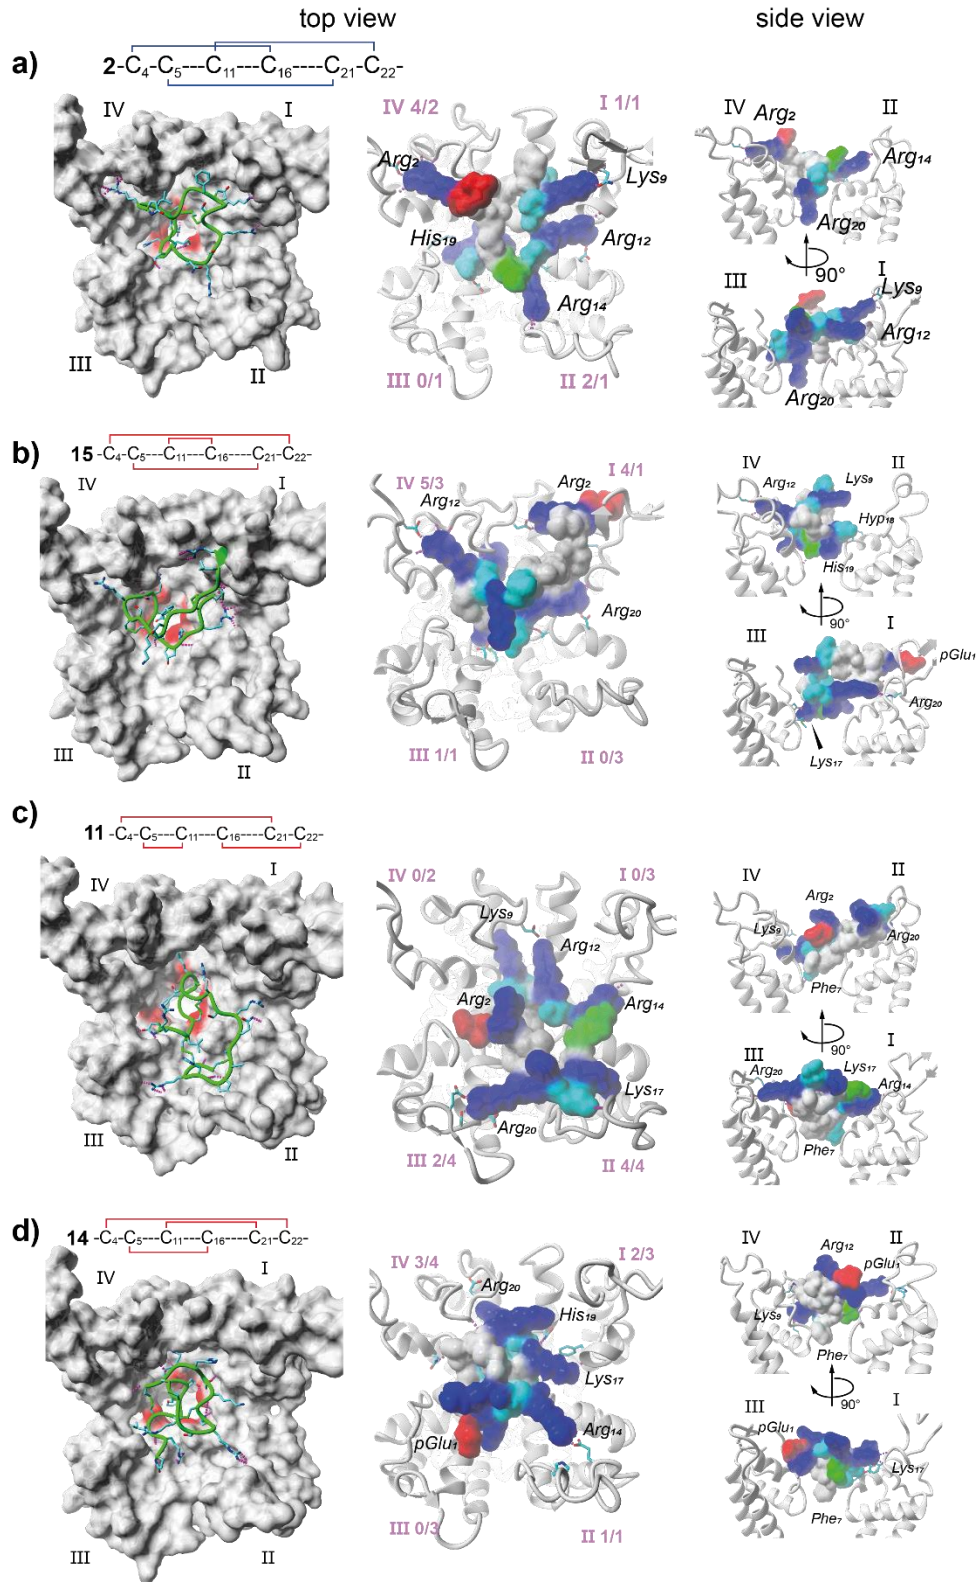 top view
side view
a)
2-C4-C5----C11----C16----C21-C22-
IV
I
III
II
IV 4/2
I 1/1
Arg2
Lys9
His19
Arg12
Arg14
III 0/1
II 2/1
IV
Arg2
II
Arg14
Arg20
90°
III
I
Lys9
Arg12
Arg20
b)
15-C4-C5----C11----C16----C21-C22-
IV
I
III
II
IV 5/3
I 4/1
Arg12
Arg2
Arg20
III 1/1
II 0/3
IV
II
Arg12
Lys9
Hyp18
His19
90°
III
I
pGlu1
Arg20
Lys17
c)
11-C4-C5----C11----C16----C21-C22-
IV
I
III
II
IV 0/2
I 0/3
Lys9
Arg12
Arg2
Arg14
Lys17
Arg20
III 2/4
II 4/4
IV
II
Arg2
Lys9
Arg20
Phe7
90°
III
I
Arg20
Lys17
Arg14
Phe7
d)
14-C4-C5----C11----C16----C21-C22-
IV
I
III
II
IV 3/4
I 2/3
Arg20
His19
Lys17
pGlu1
Arg14
III 0/3
II 1/1
IV
II
Arg12
pGlu1
Lys9
Phe7
90°
III
I
pGlu1
Lys17
Phe7